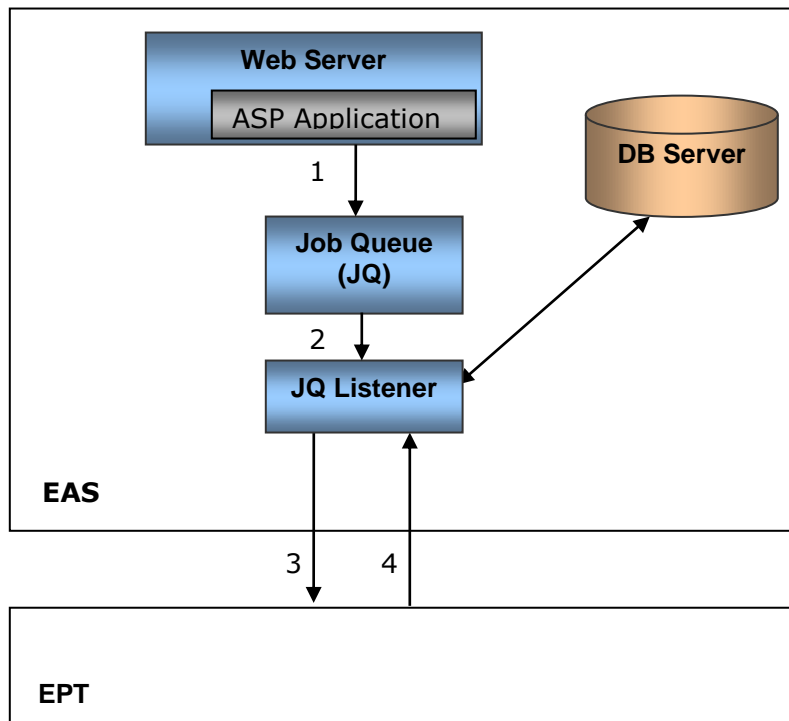 Web Server
ASP Application
DB Server
1
Job Queue
(JQ)
2
JQ Listener
EAS
3
4
EPT